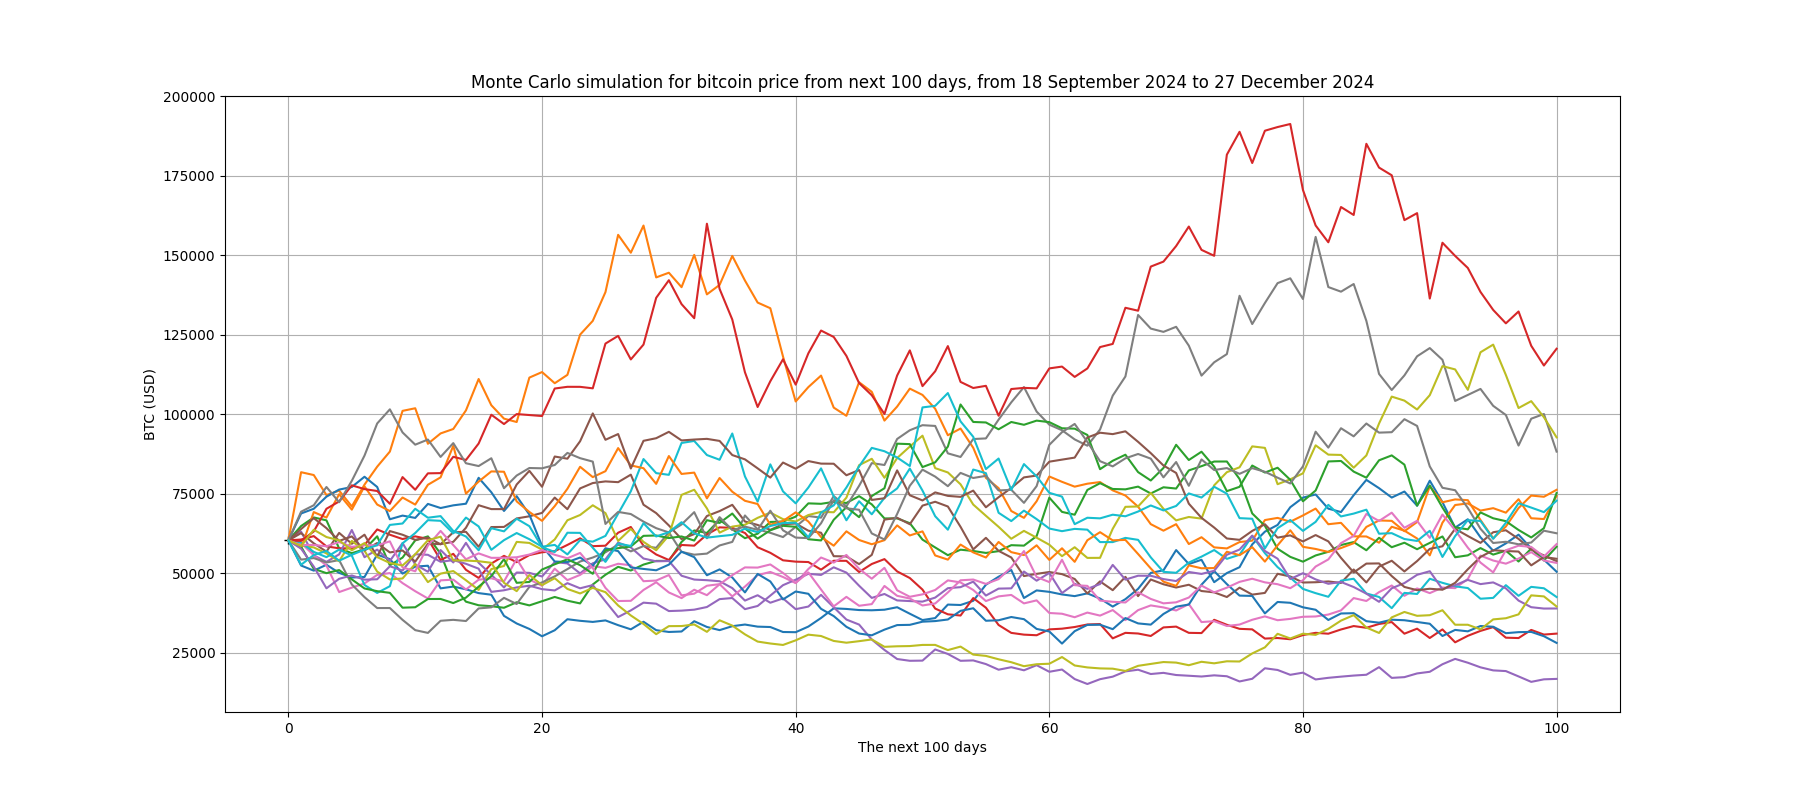 Monte Carlo simulation for bitcoin price from next 100 days, from 18 September 2024 to 27 December 2024
200000
175000
150000
125000
100000
75000
50000
25000
BTC (USD)
0 20 40 60 80 100
The next 100 days